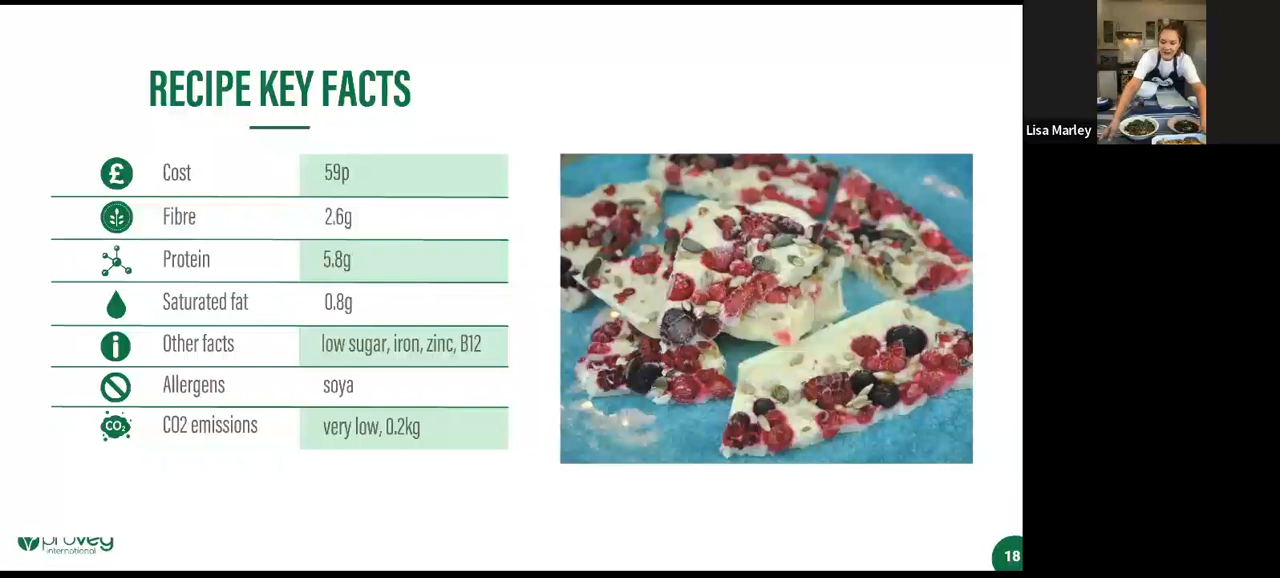 RECIPE KEY FACTS
£ Cost 59p
Fibre 2.6g
Protein 5.8g
Saturated fat 0.8g
Other facts low sugar, iron, zinc, B12
Allergens soya
CO₂ CO2 emissions very low, 0.2kg
proveg
international
18
Lisa Marley